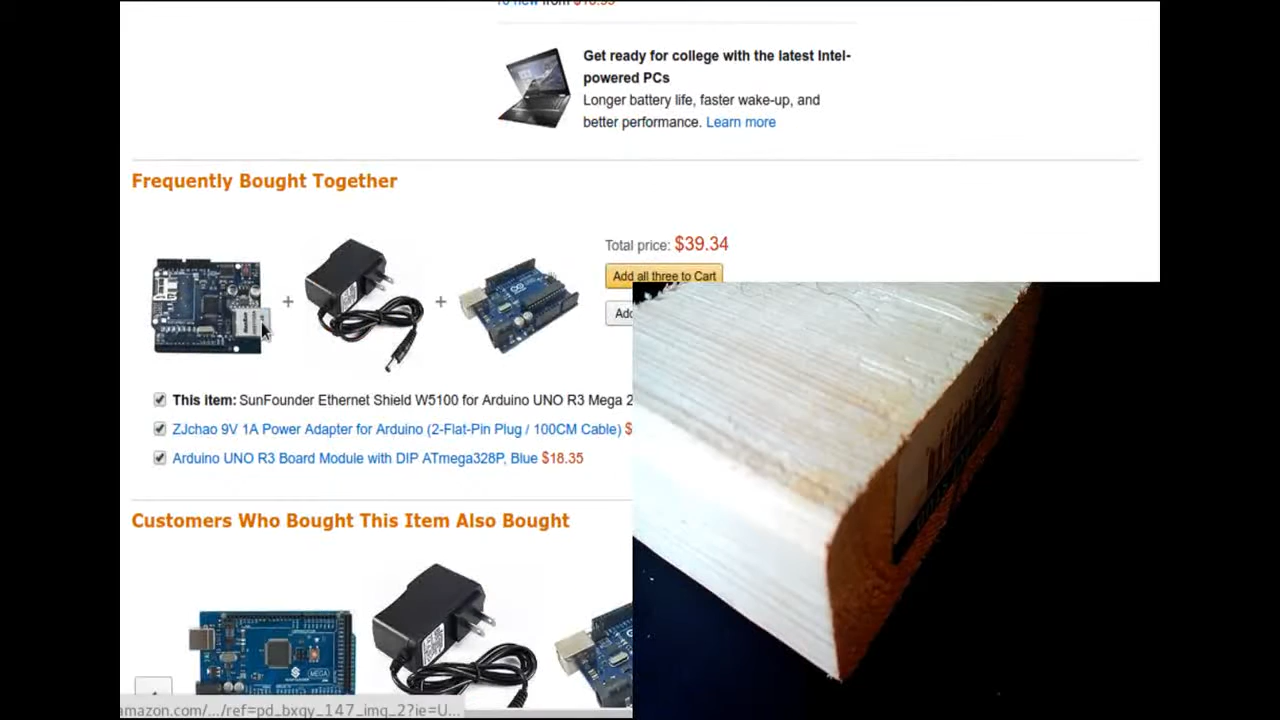 Get ready for college with the latest Intel-
powered PCs
Longer battery life, faster wake-up, and
better performance. Learn more
Frequently Bought Together
Total price: $39.34
Add all three to Cart
+
+
This item: SunFounder Ethernet Shield W5100 for Arduino UNO R3 Mega 2
ZJchao 9V 1A Power Adapter for Arduino (2-Flat-Pin Plug / 100CM Cable) $
Arduino UNO R3 Board Module with DIP ATmega328P, Blue $18.35
Customers Who Bought This Item Also Bought
MEGA
amazon.com/.../ref=pd_bxgy_147_img_2?ie=U...